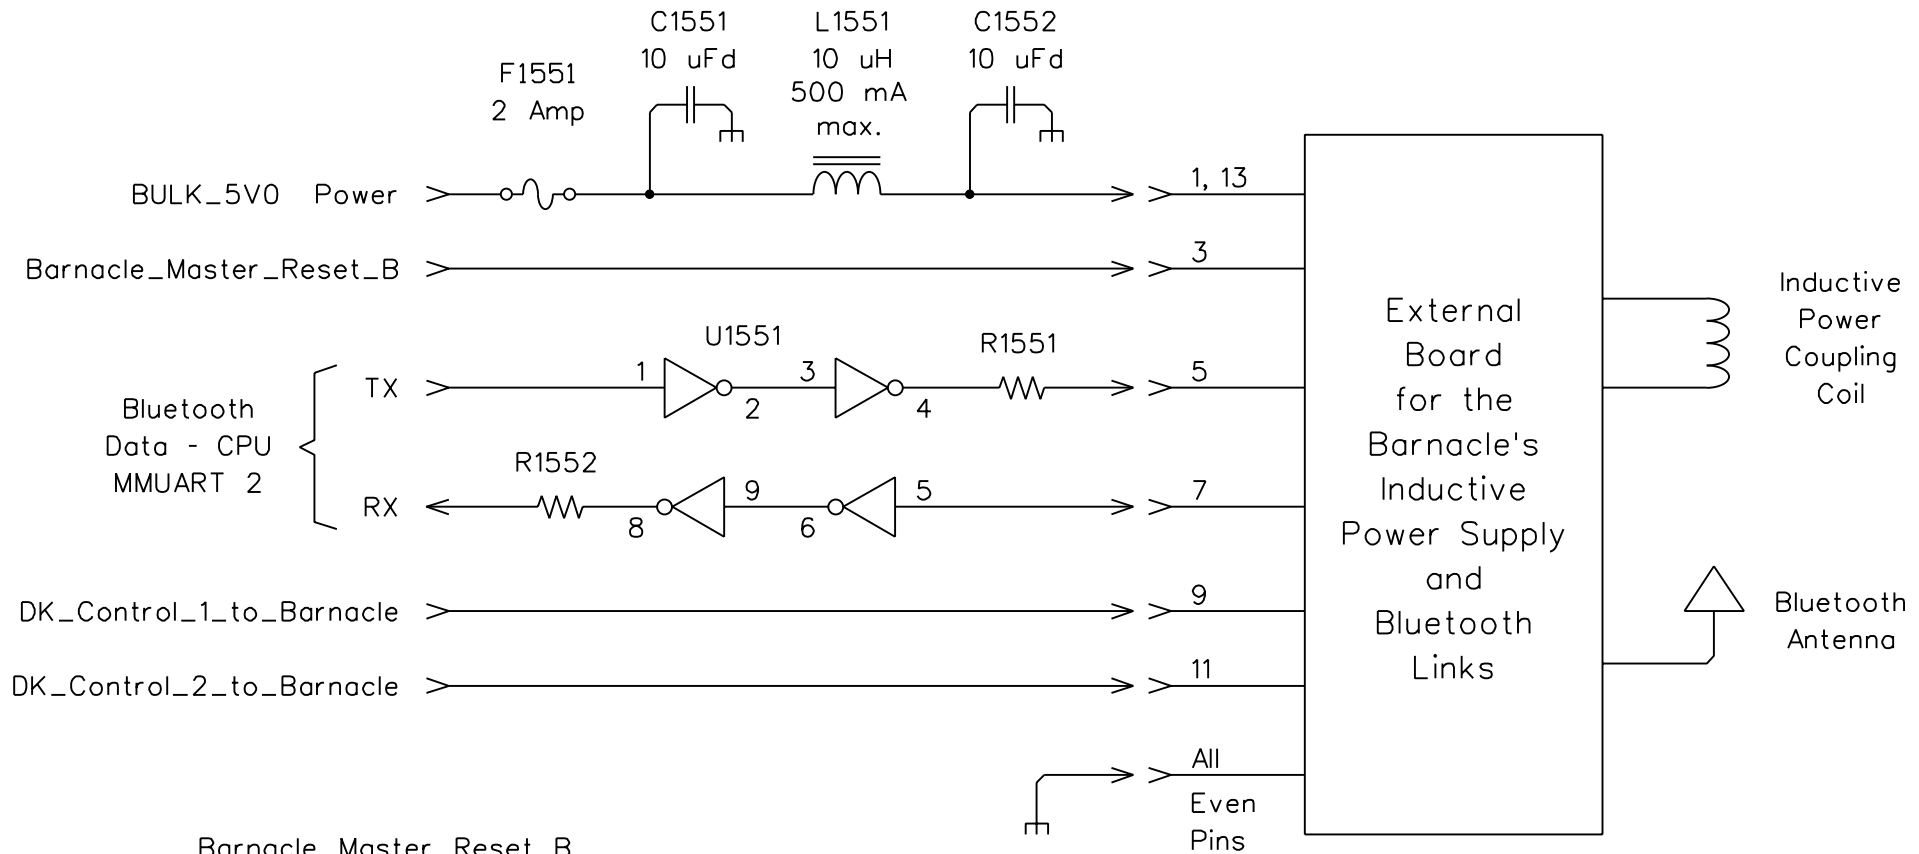 C1551
10 uFd
L1551
10 uH
500 mA
max.
C1552
10 uFd
F1551
2 Amp
BULK_5V0 Power
1, 13
Barnacle_Master_Reset_B
3
U1551
R1551
TX
1
2
3
4
5
Bluetooth
Data - CPU
MMUART 2
R1552
RX
8
9
6
5
7
DK_Control_1_to_Barnacle
9
DK_Control_2_to_Barnacle
11
All
Even
Pins
External
Board
for the
Barnacle's
Inductive
Power Supply
and
Bluetooth
Links
Inductive
Power
Coupling
Coil
Bluetooth
Antenna
Barnacle Master Reset B